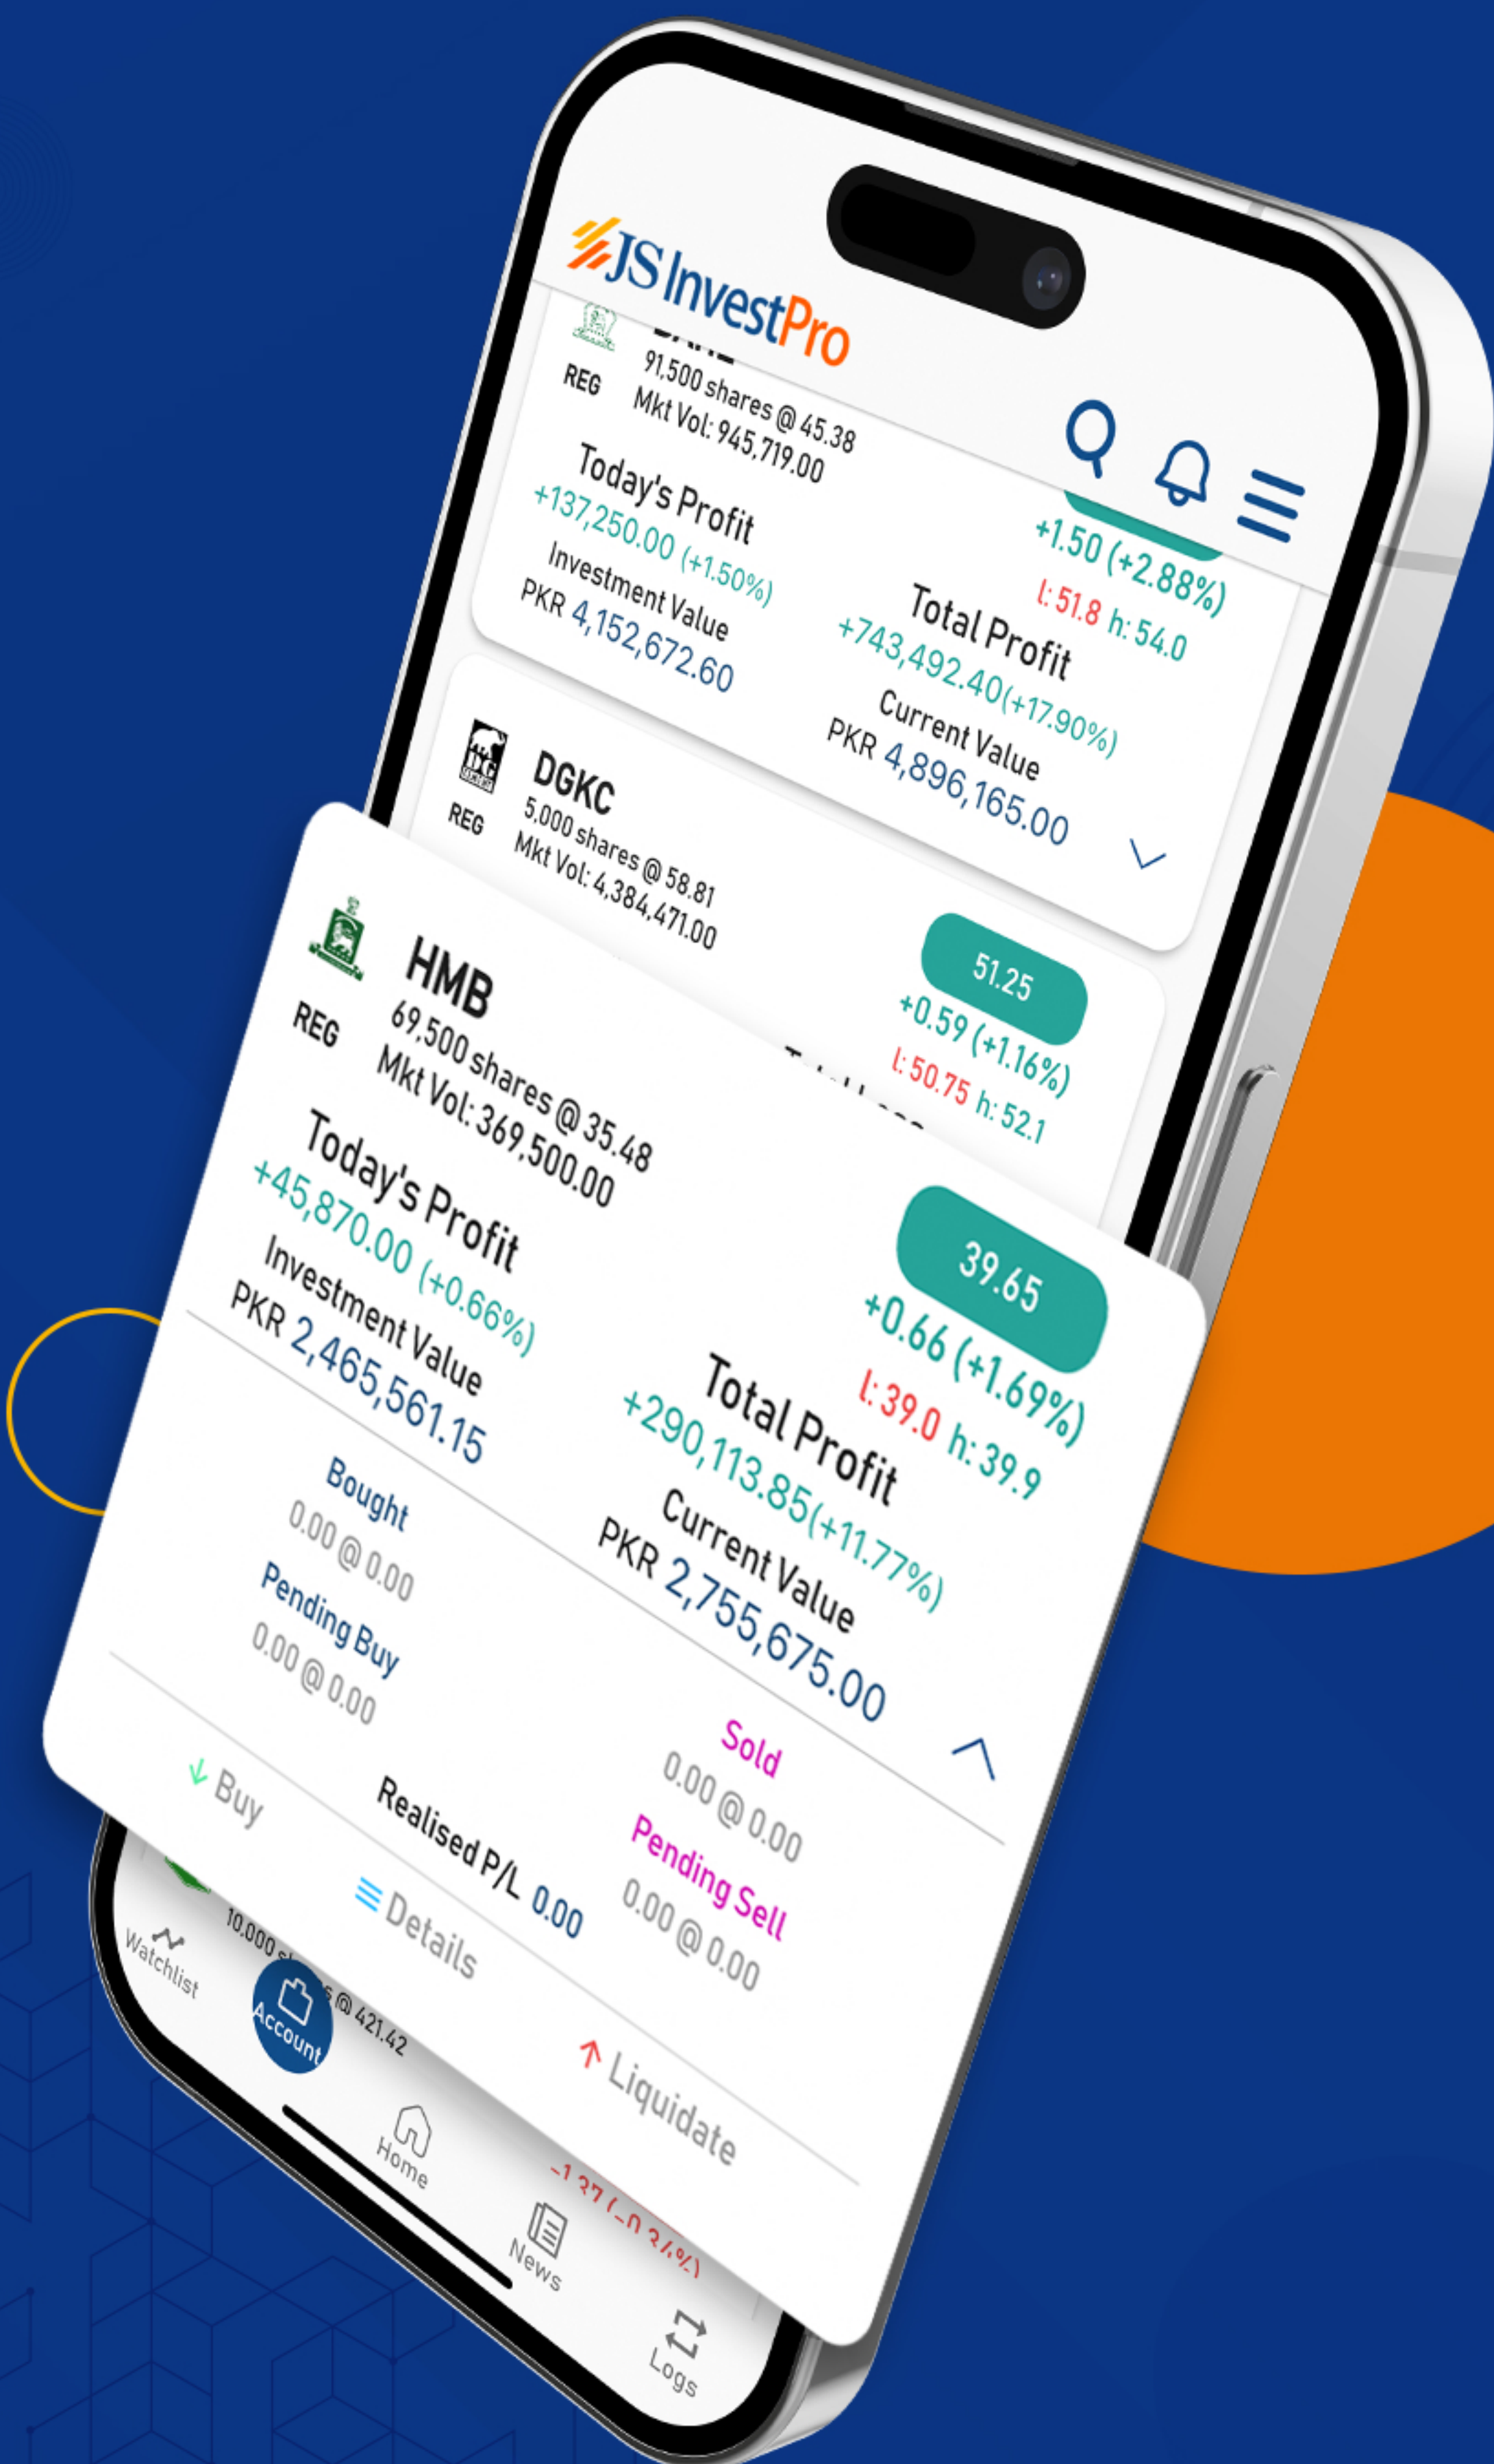 JS InvestPro
REG
91,500 shares @ 45.38
Mkt Vol: 945,719.00
+1.50 (+2.88%)
l: 51.8 h: 54.0
Today's Profit
+137,250.00 (+1.50%)
Total Profit
+743,492.40(+17.90%)
Investment Value
PKR 4,152,672.60
Current Value
PKR 4,896,165.00
DG
DGKC
REG
5,000 shares @ 58.81
Mkt Vol: 4,384,471.00
51.25
+0.59 (+1.16%)
l: 50.75 h: 52.1
HMB
REG
69,500 shares @ 35.48
Mkt Vol: 369,500.00
39.65
+0.66 (+1.69%)
l: 39.0 h: 39.9
Today's Profit
+45,870.00 (+0.66%)
Total Profit
+290,113.85(+11.77%)
Investment Value
PKR 2,465,561.15
Current Value
PKR 2,755,675.00
Bought
0.00 @ 0.00
Sold
0.00 @ 0.00
Pending Buy
0.00 @ 0.00
Pending Sell
0.00 @ 0.00
Realised P/L 0.00
Buy
Details
Liquidate
10,000 @ 421.42
Watchlist
Account
Home
News
Logs